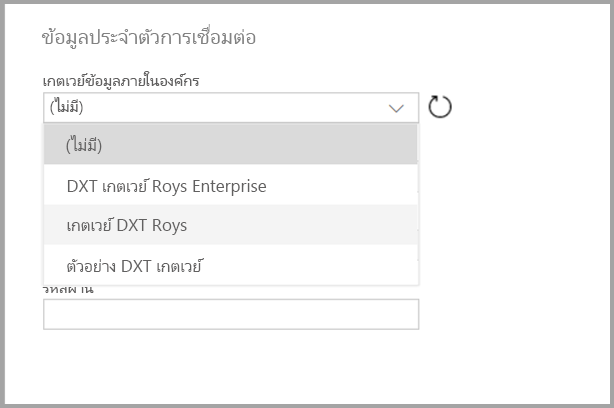 ข้อมูลประจำตัวการเชื่อมต่อ
เกตเวย์ข้อมูลภายในองค์กร
(ไม่มี)
(ไม่มี)
DXT เกตเวย์ Roys Enterprise
เกตเวย์ DXT Roys
ตัวอย่าง DXT เกตเวย์
รหัสผ่าน